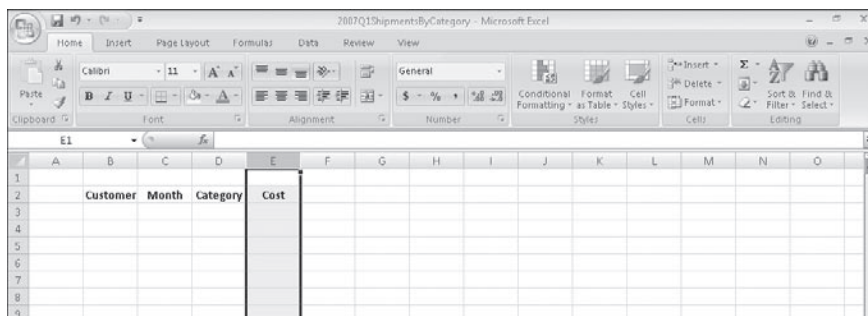 2007Q1ShipmentsByCategory - Microsoft Excel
Home Insert Page Layout Formulas Data Review View
Calibri 11 A A General Insert Σ
Paste B I U A $ % , Conditional Formatting Format as Table Cell Styles Delete Format Sort & Filter Find & Select
Clipboard Font Alignment Number Styles Cells Editing
E1 fx
A B C D E F G H I J K L M N O
1
2 Customer Month Category Cost
3
4
5
6
7
8
9